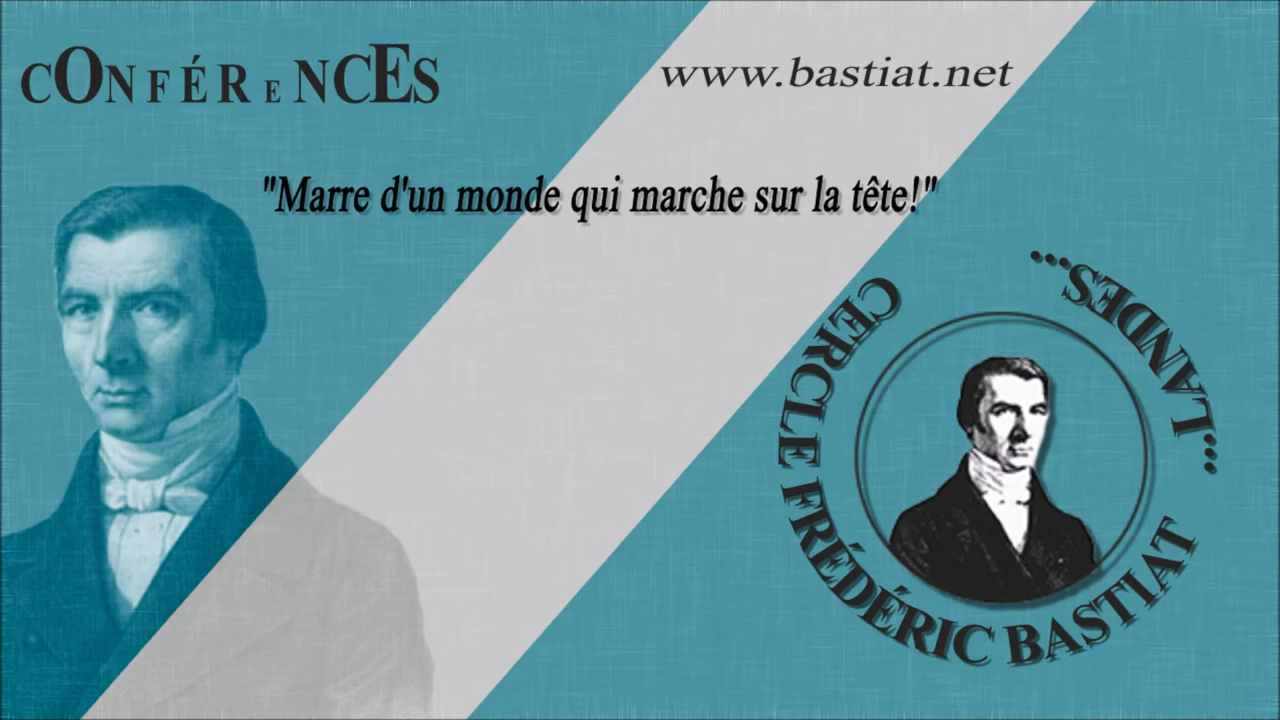 CONFÉRENCES
www.bastiat.net
"Marre d'un monde qui marche sur la tête!"
CERCLE FRÉDÉRIC BASTIAT
...LANDES...